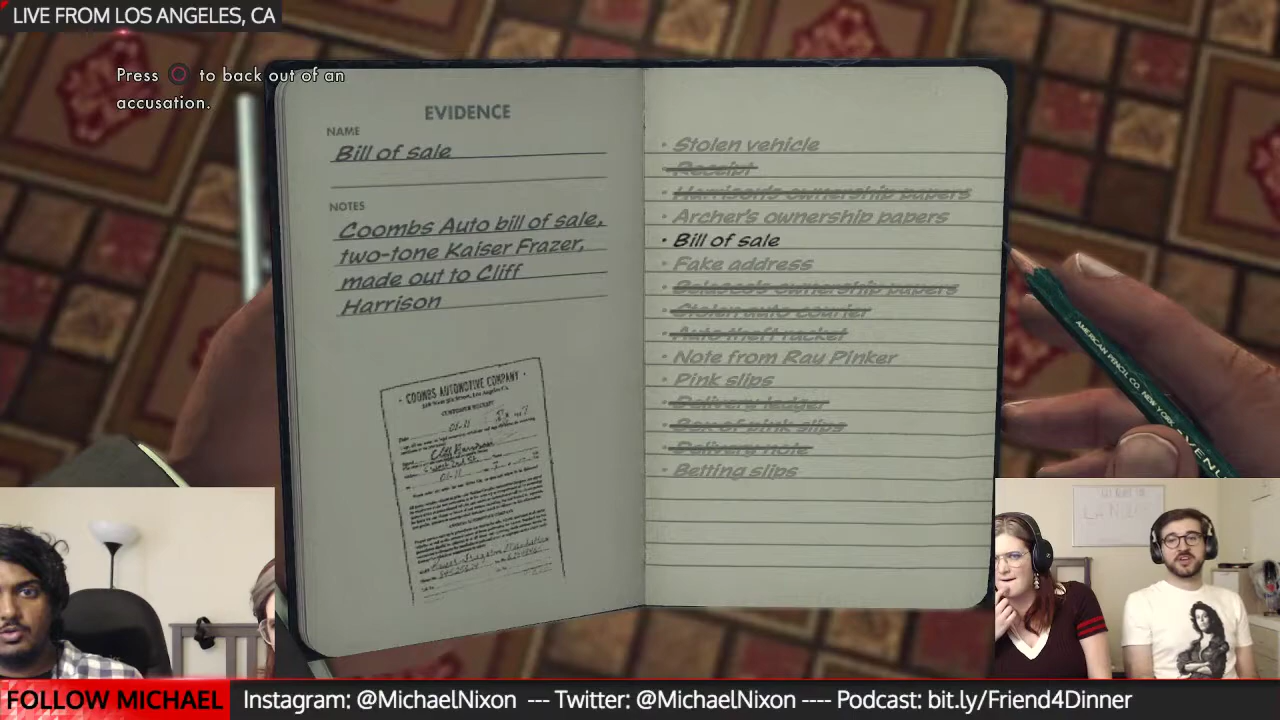 LIVE FROM LOS ANGELES, CA
Press to back out of an
accusation.
EVIDENCE
NAME
Bill of sale
NOTES
Coombs Auto bill of sale,
two-tone Kaiser Frazer,
made out to Cliff
Harrison
COOMBS AUTOMOTIVE COMPANY
• Stolen vehicle
• Receipt
• Harrison's ownership papers
• Archer's ownership papers
• Bill of sale
• Fake address
• Belasco's ownership papers
• Stolen auto courier
• Auto theft racket
• Note from Ray Pinker
• Pink slips
• Delivery ledger
• Box of pink slips
• Delivery note
• Betting slips
AMERICAN PENCIL CO. NEW YORK
FOLLOW MICHAEL Instagram: @MichaelNixon --- Twitter: @MichaelNixon ---- Podcast: bit.ly/Friend4Dinner